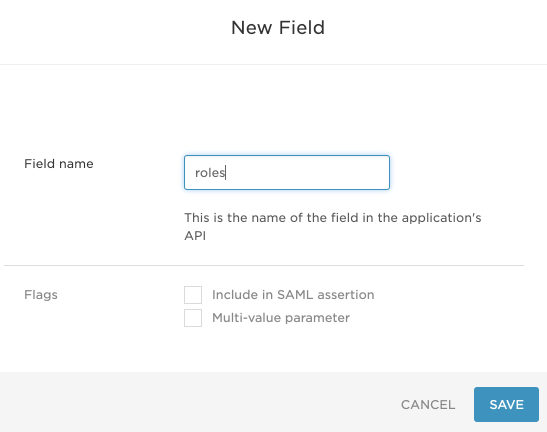 New Field
Field name
roles
This is the name of the field in the application's
API
Flags
Include in SAML assertion
Multi-value parameter
CANCEL
SAVE